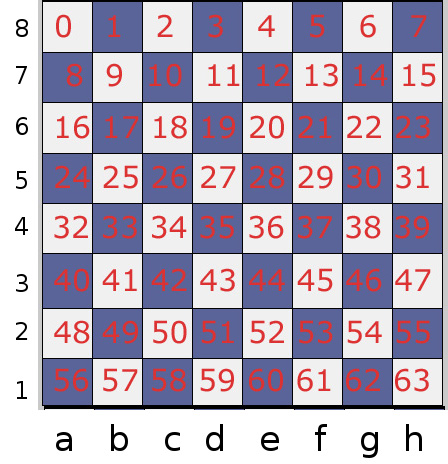 8 0 1 2 3 4 5 6 7
7 8 9 10 11 12 13 14 15
6 16 17 18 19 20 21 22 23
5 24 25 26 27 28 29 30 31
4 32 33 34 35 36 37 38 39
3 40 41 42 43 44 45 46 47
2 48 49 50 51 52 53 54 55
1 56 57 58 59 60 61 62 63
a b c d e f g h